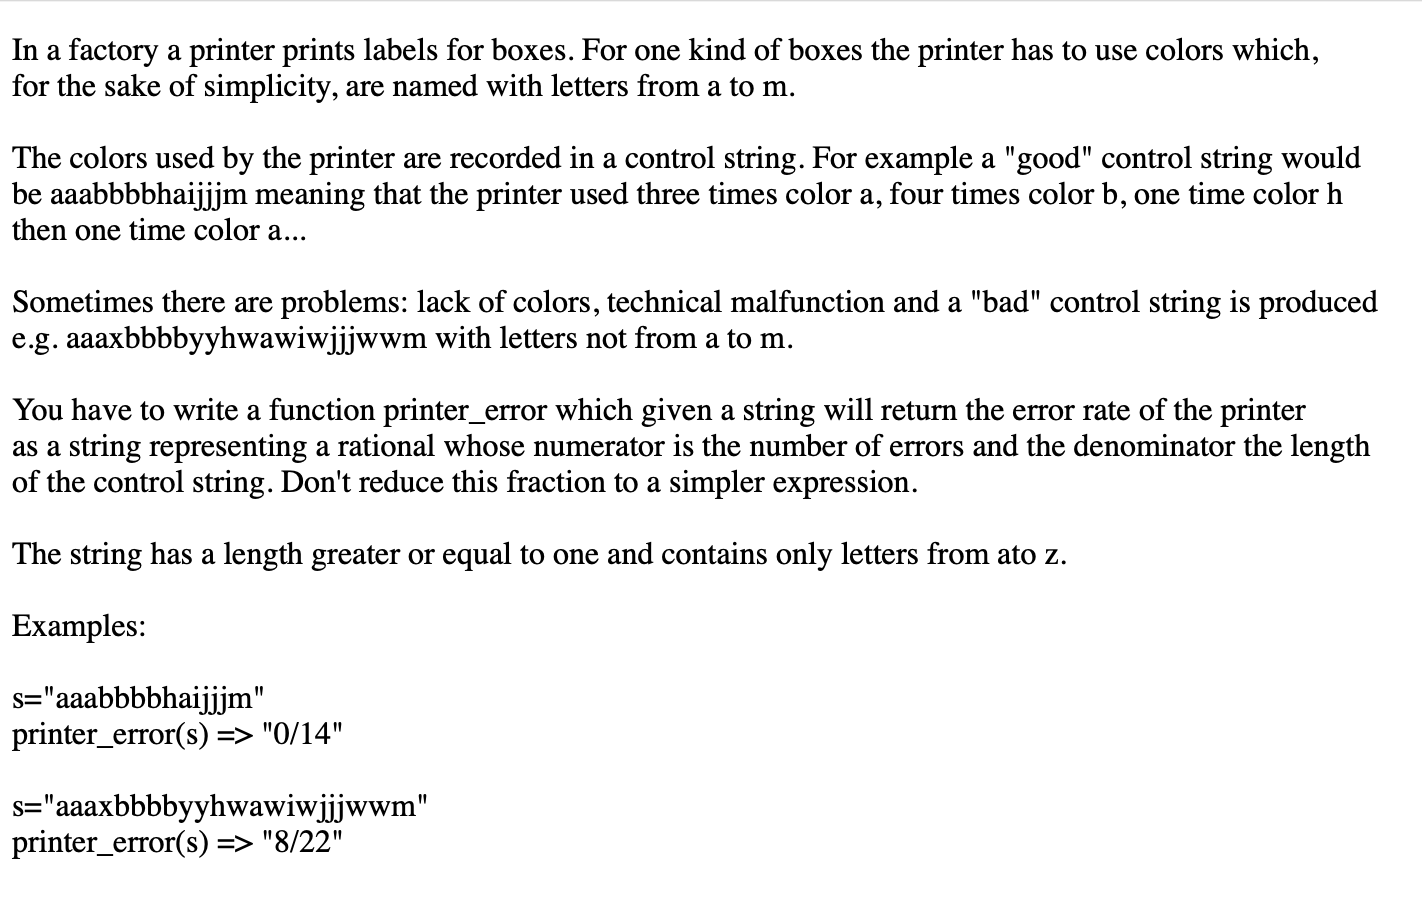 In a factory a printer prints labels for boxes. For one kind of boxes the printer has to use colors which,
for the sake of simplicity, are named with letters from a to m.
The colors used by the printer are recorded in a control string. For example a "good" control string would
be aaabbbbhaijjjm meaning that the printer used three times color a, four times color b, one time color h
then one time color a...
Sometimes there are problems: lack of colors, technical malfunction and a "bad" control string is produced
e.g. aaaxbbbbyyhwawiwjjjwwm with letters not from a to m.
You have to write a function printer_error which given a string will return the error rate of the printer
as a string representing a rational whose numerator is the number of errors and the denominator the length
of the control string. Don't reduce this fraction to a simpler expression.
The string has a length greater or equal to one and contains only letters from ato z.
Examples:
s="aaabbbbhaijjjm"
printer_error(s) => "0/14"
s="aaaxbbbbyyhwawiwjjjwwm"
printer_error(s) => "8/22"